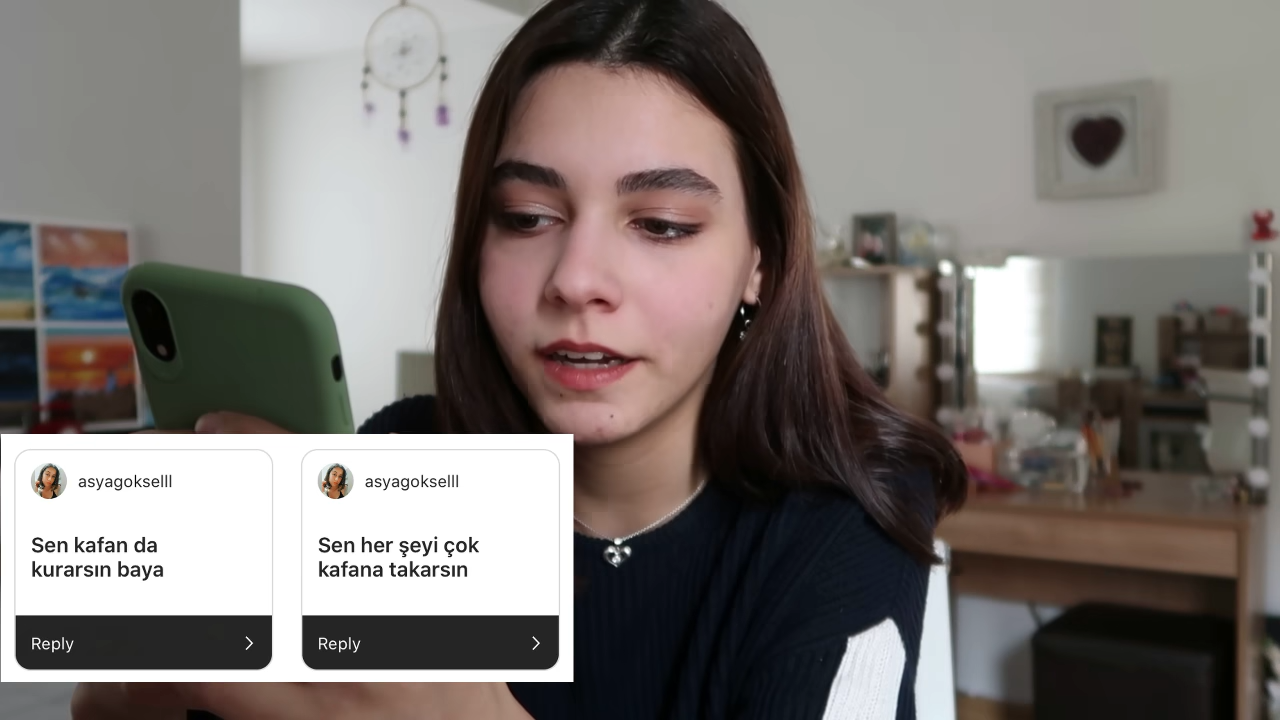 asyagokselll
Sen kafan da
kurarsın baya
Reply
asyagokselll
Sen her şeyi çok
kafana takarsın
Reply